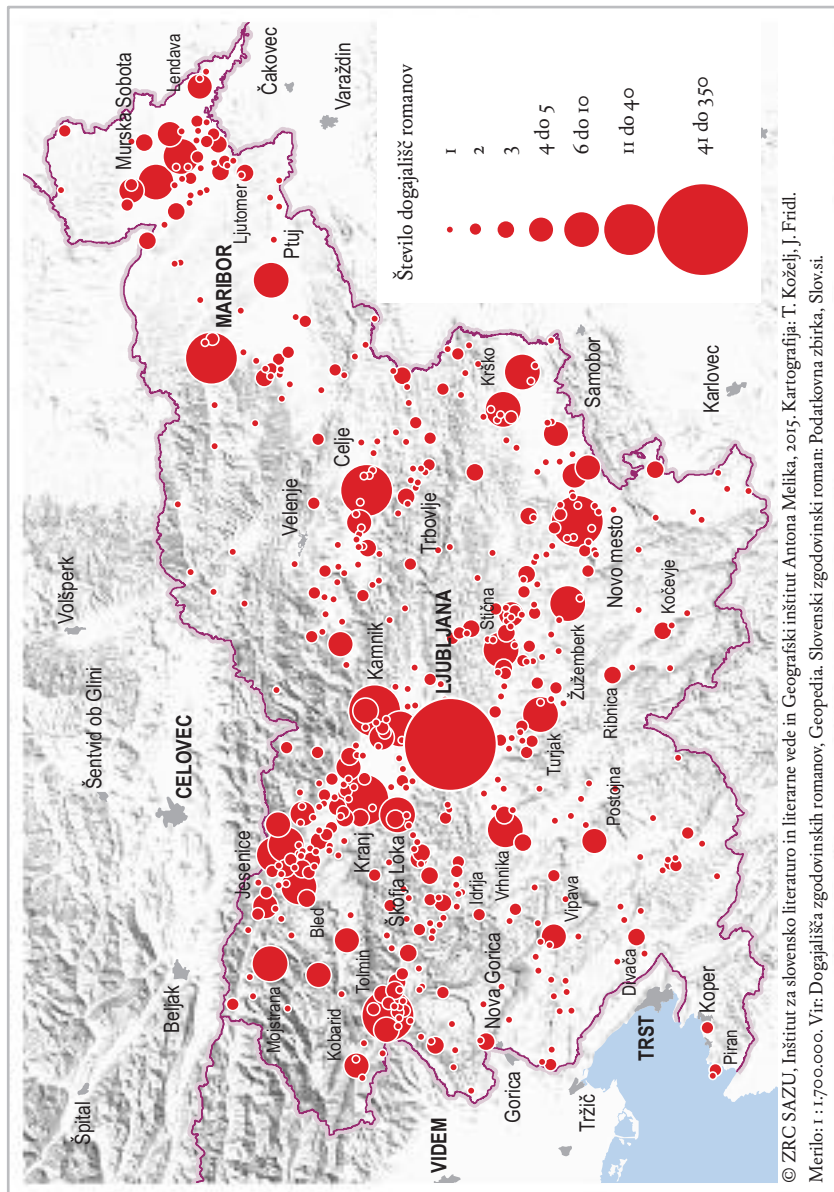 Volšperk
Šentvid ob Glini
CELOVEC
Beljak
Špital
Murska Sobota
Lendava
Čakovec
Varaždin
Ljutomer
Ptuj
MARIBOR
Velenje
Celje
Trbovlje
Krško
Samobor
Karlovec
Novo mesto
Kočevje
Ribnica
Žužemberk
Stična
LJUBLJANA
Kamnik
Turjak
Kranj
Škofja Loka
Jesenice
Bled
Mojstrana
Kobarid
Tolmin
Idrija
Vrhnika
Postojna
Vipava
Nova Gorica
Gorica
VIDEM
Tržič
TRST
Divača
Koper
Piran
Število dogajališč romanov
1
2
3
4 do 5
6 do 10
11 do 40
41 do 350
© ZRC SAZU, Inštitut za slovensko literaturo in literarne vede in Geografski inštitut Antona Melika, 2015. Kartografija: T. Koželj, J. Fridl.
Merilo: 1 : 1.700.000. Vir: Dogajališča zgodovinskih romanov, Geopedia. Slovenski zgodovinski roman: Podatkovna zbirka, Slov.si.